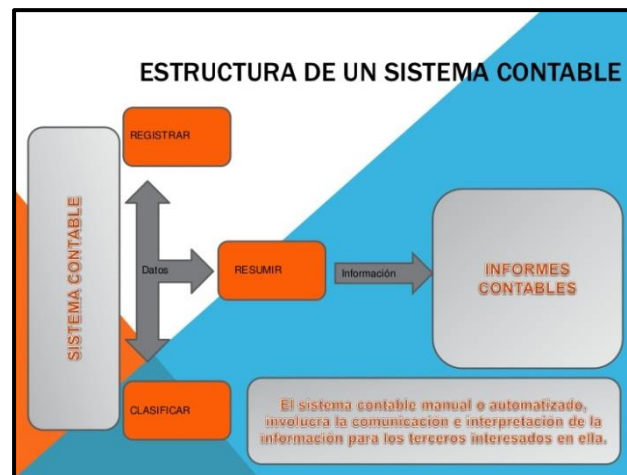 ESTRUCTURA DE UN SISTEMA CONTABLE
REGISTRAR
SISTEMA CONTABLE
Datos
RESUMIR
Información
INFORMES
CONTABLES
CLASIFICAR
El sistema contable manual o automatizado,
involucra la comunicación e interpretación de la
información para los terceros interesados en ella.